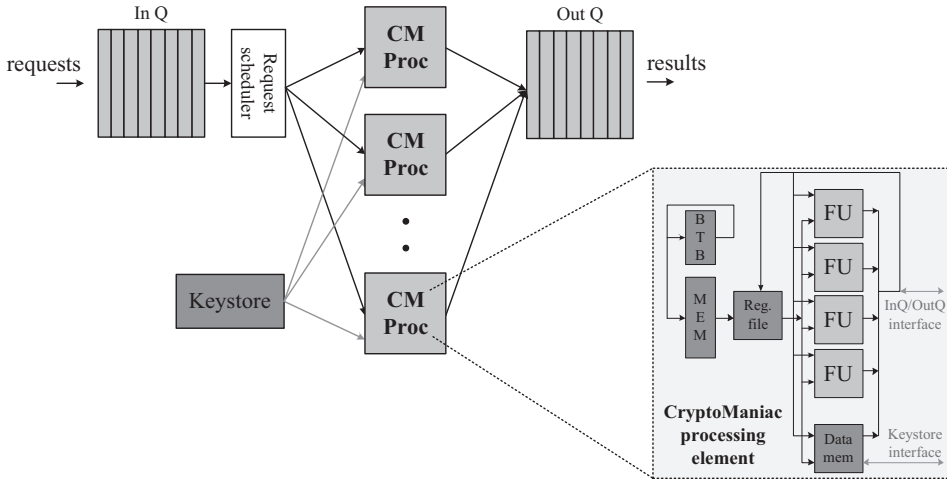 In Q
Out Q
requests
Request
scheduler
CM
Proc
results
CM
Proc
Keystore
CM
Proc
B
T
B
M
E
M
Reg.
file
FU
FU
FU
FU
Data
mem
InQ/OutQ
interface
Keystore
interface
CryptoManiac
processing
element